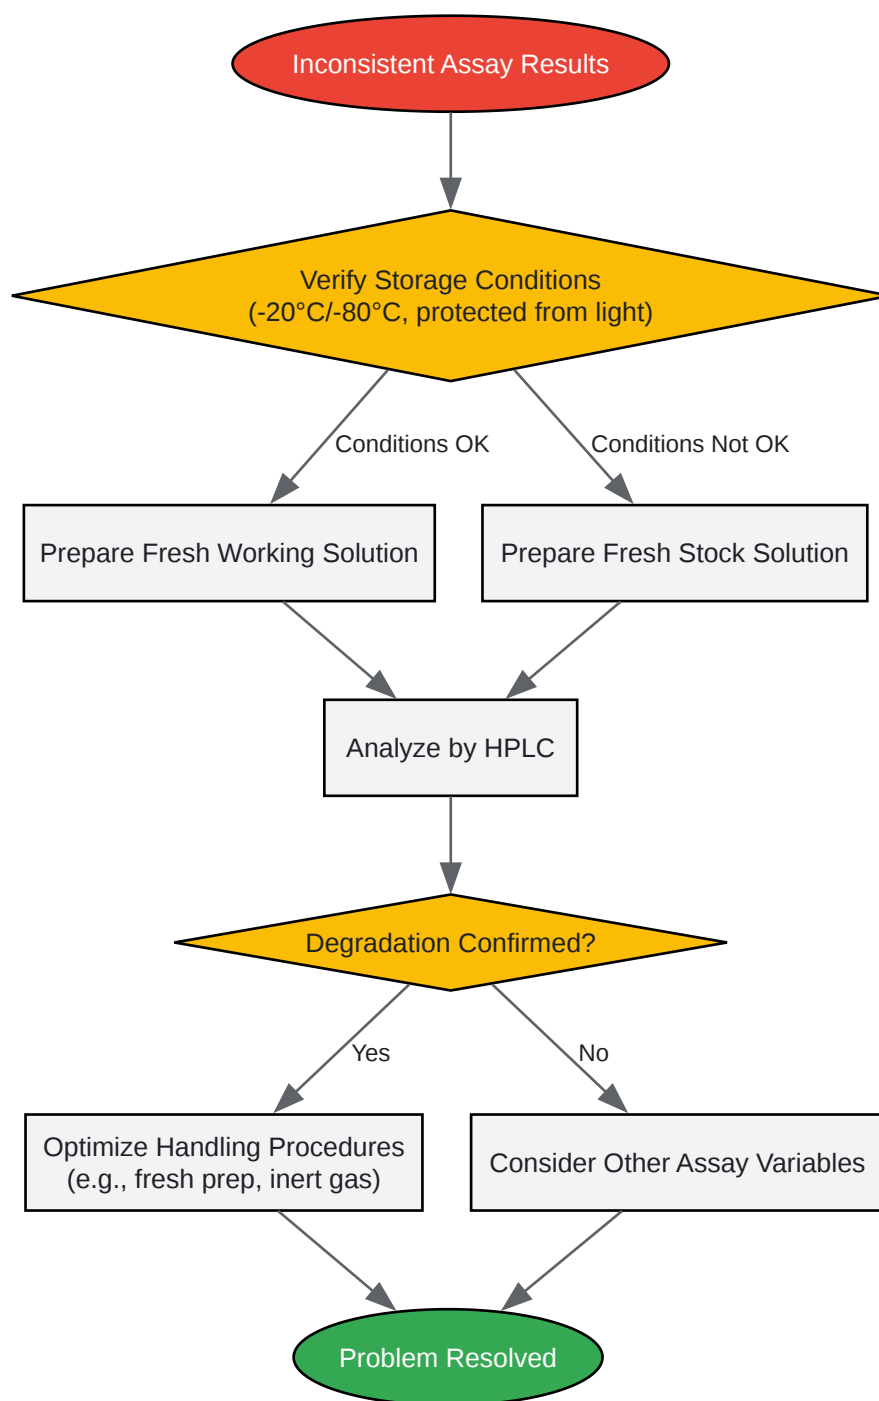 Inconsistent Assay Results
Verify Storage Conditions
(-20°C/-80°C, protected from light)
Conditions OK
Conditions Not OK
Prepare Fresh Working Solution
Prepare Fresh Stock Solution
Analyze by HPLC
Degradation Confirmed?
Yes
No
Optimize Handling Procedures
(e.g., fresh prep, inert gas)
Consider Other Assay Variables
Problem Resolved